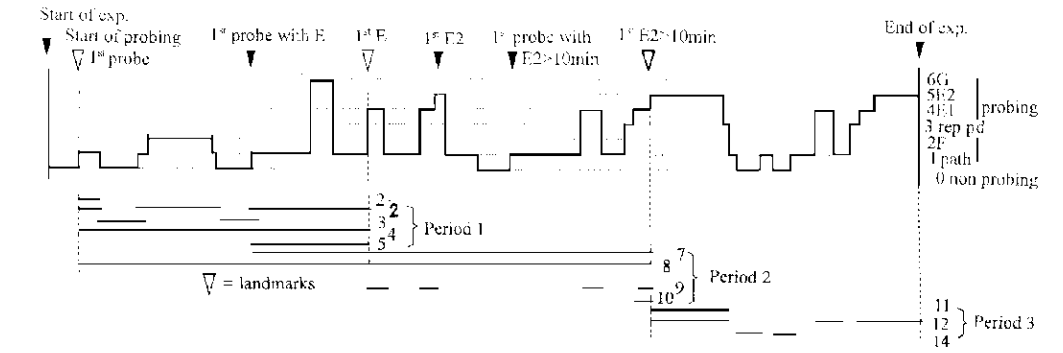 Start of exp.
Start of probing
1st probe
1st probe with E
1st E
1st E2
1st probe with
E2>10min
1st E2>10min
End of exp.
6G
5E2
4E1
3 rep pd
2F
1 path
0 non probing
probing
2
2
3
4
5
Period 1
7
8
9
10
Period 2
▽ = landmarks
11
12
14
Period 3